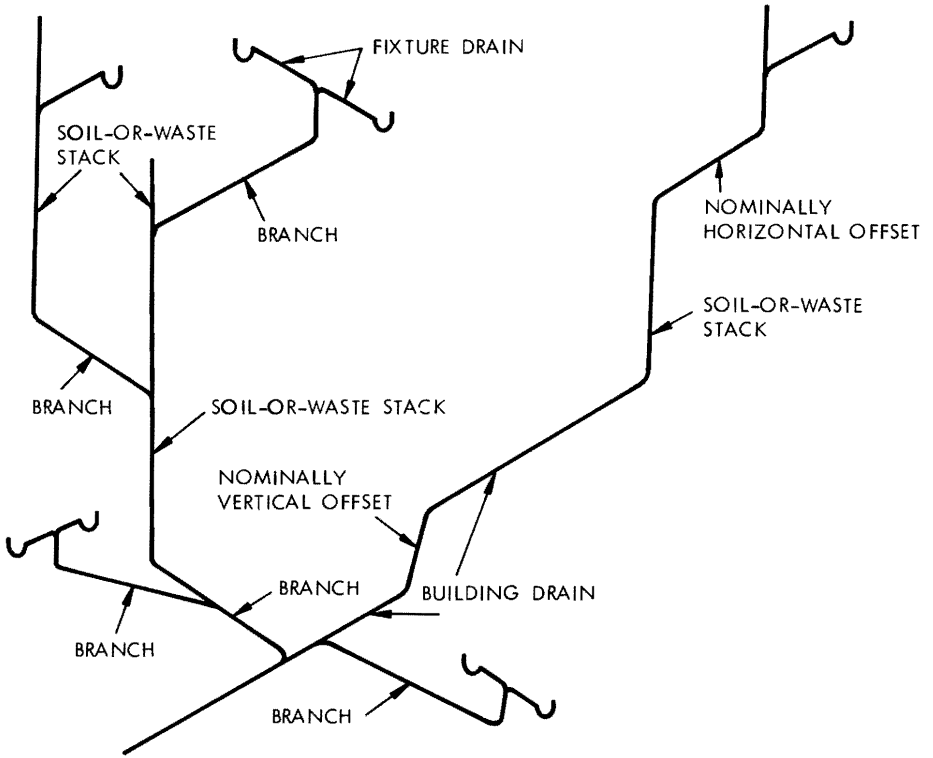 FIXTURE DRAIN
SOIL-OR-WASTE
STACK
BRANCH
NOMINALLY
HORIZONTAL OFFSET
SOIL-OR-WASTE
STACK
BRANCH
SOIL-OR-WASTE STACK
NOMINALLY
VERTICAL OFFSET
BRANCH
BUILDING DRAIN
BRANCH
BRANCH